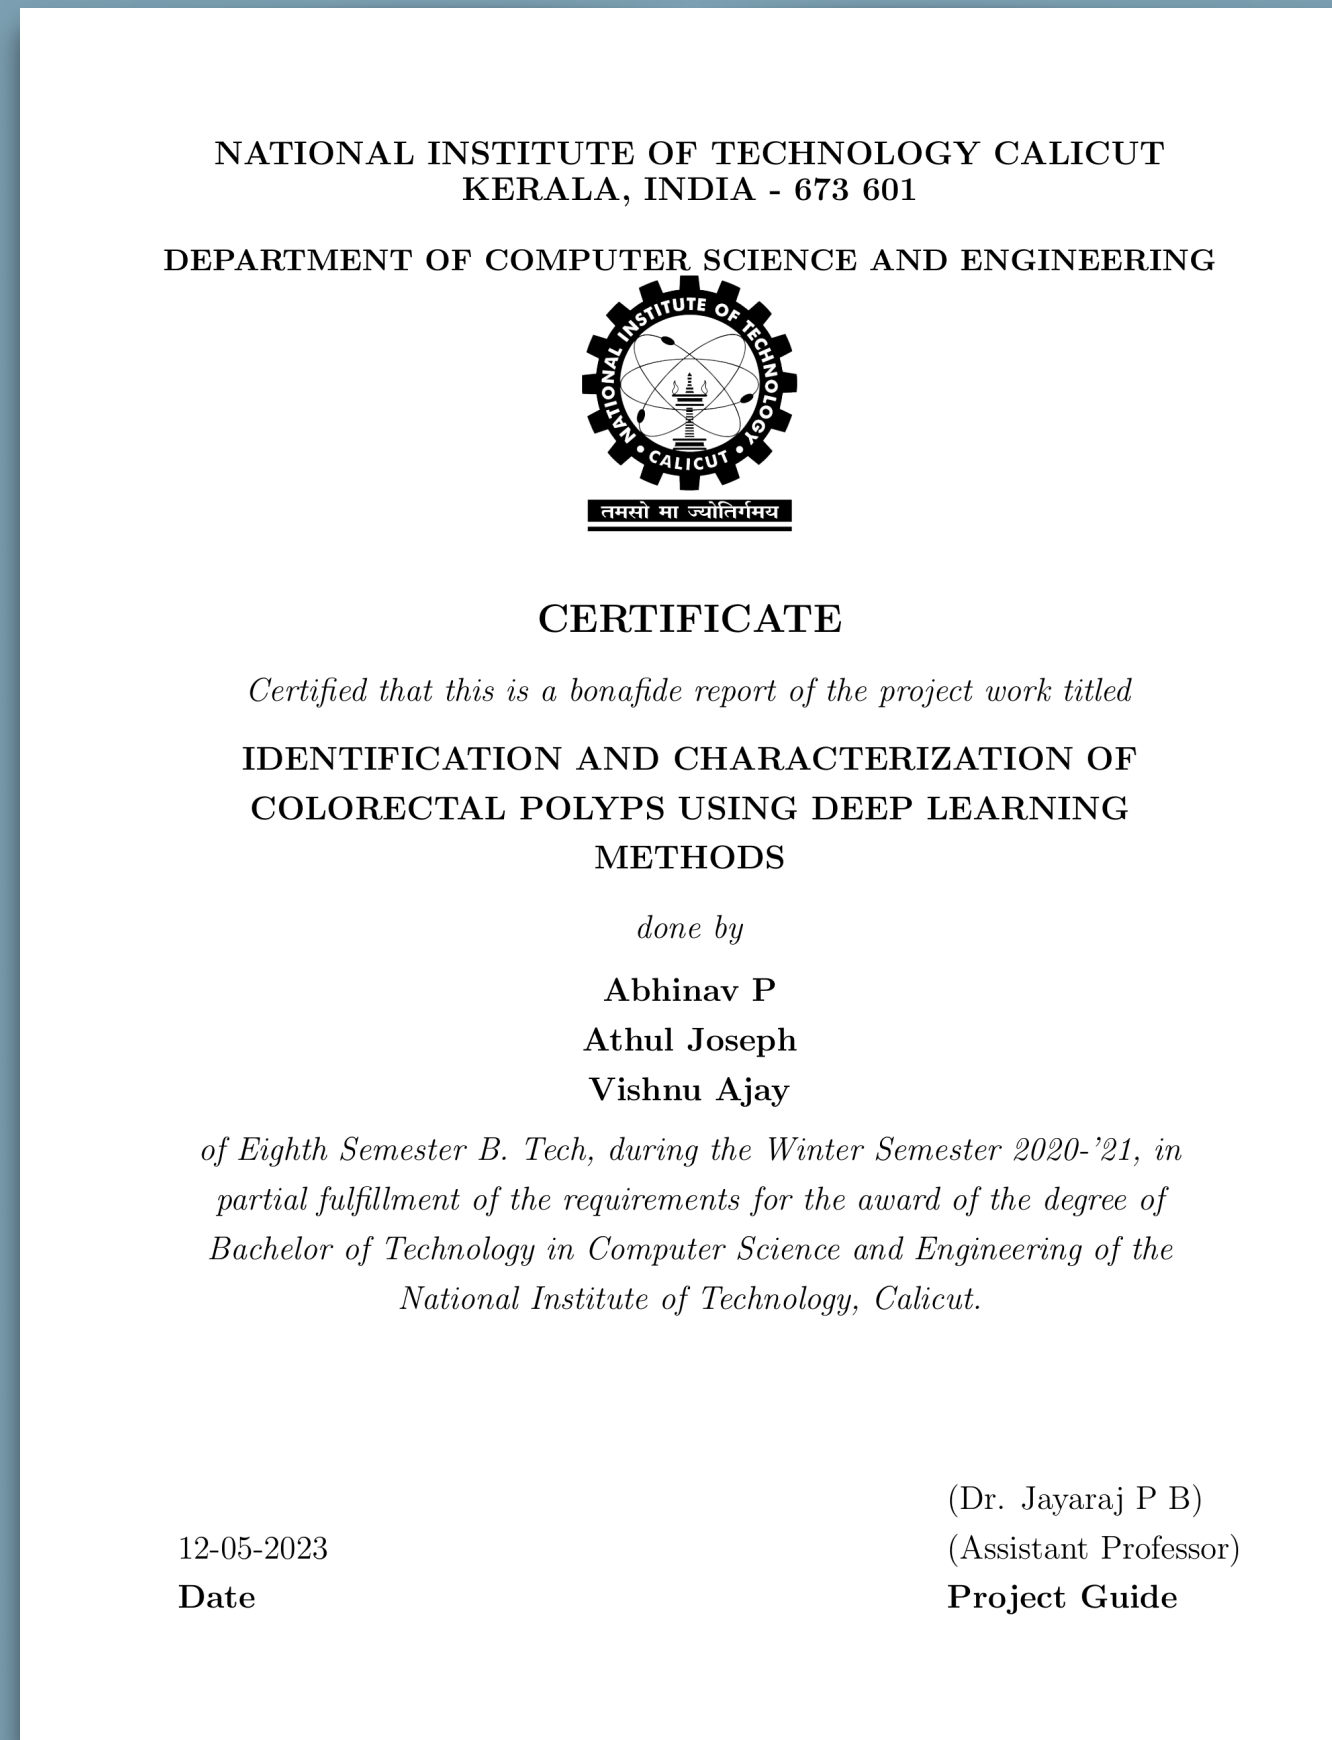 NATIONAL INSTITUTE OF TECHNOLOGY CALICUT
KERALA, INDIA - 673 601
DEPARTMENT OF COMPUTER SCIENCE AND ENGINEERING
NATIONAL INSTITUTE OF TECHNOLOGY
• CALICUT •
तमसो मा ज्योतिर्गमय
CERTIFICATE
Certified that this is a bonafide report of the project work titled
IDENTIFICATION AND CHARACTERIZATION OF
COLORECTAL POLYPS USING DEEP LEARNING
METHODS
done by
Abhinav P
Athul Joseph
Vishnu Ajay
of Eighth Semester B. Tech, during the Winter Semester 2020-'21, in
partial fulfillment of the requirements for the award of the degree of
Bachelor of Technology in Computer Science and Engineering of the
National Institute of Technology, Calicut.
(Dr. Jayaraj P B)
12-05-2023 (Assistant Professor)
Date Project Guide